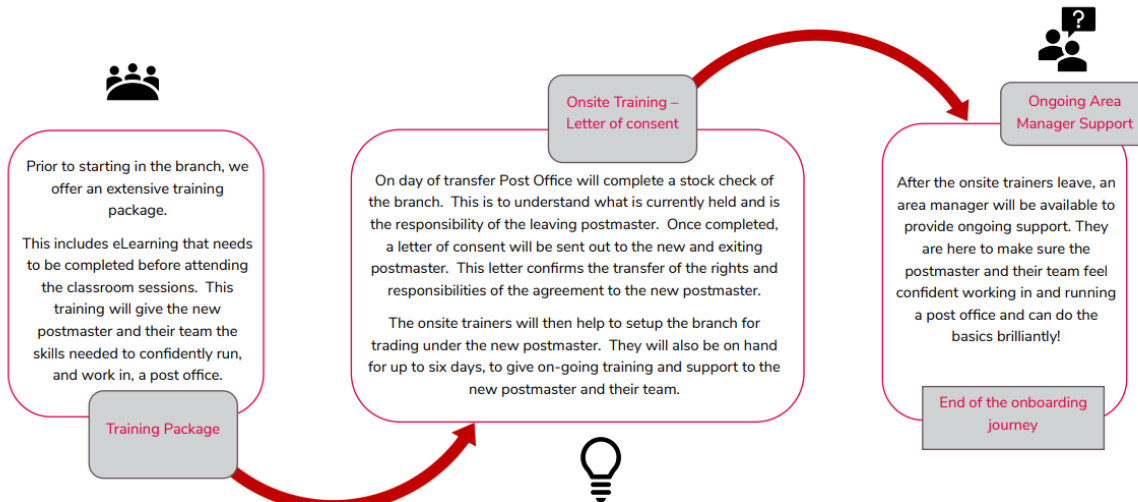 Prior to starting in the branch, we
offer an extensive training
package.
This includes eLearning that needs
to be completed before attending
the classroom sessions. This
training will give the new
postmaster and their team the
skills needed to confidently run,
and work in, a post office.
Training Package
Onsite Training –
Letter of consent
On day of transfer Post Office will complete a stock check of
the branch. This is to understand what is currently held and is
the responsibility of the leaving postmaster. Once completed,
a letter of consent will be sent out to the new and exiting
postmaster. This letter confirms the transfer of the rights and
responsibilities of the agreement to the new postmaster.
The onsite trainers will then help to setup the branch for
trading under the new postmaster. They will also be on hand
for up to six days, to give on-going training and support to the
new postmaster and their team.
?
Ongoing Area
Manager Support
After the onsite trainers leave, an
area manager will be available to
provide ongoing support. They
are here to make sure the
postmaster and their team feel
confident working in and running
a post office and can do the
basics brilliantly!
End of the onboarding
journey